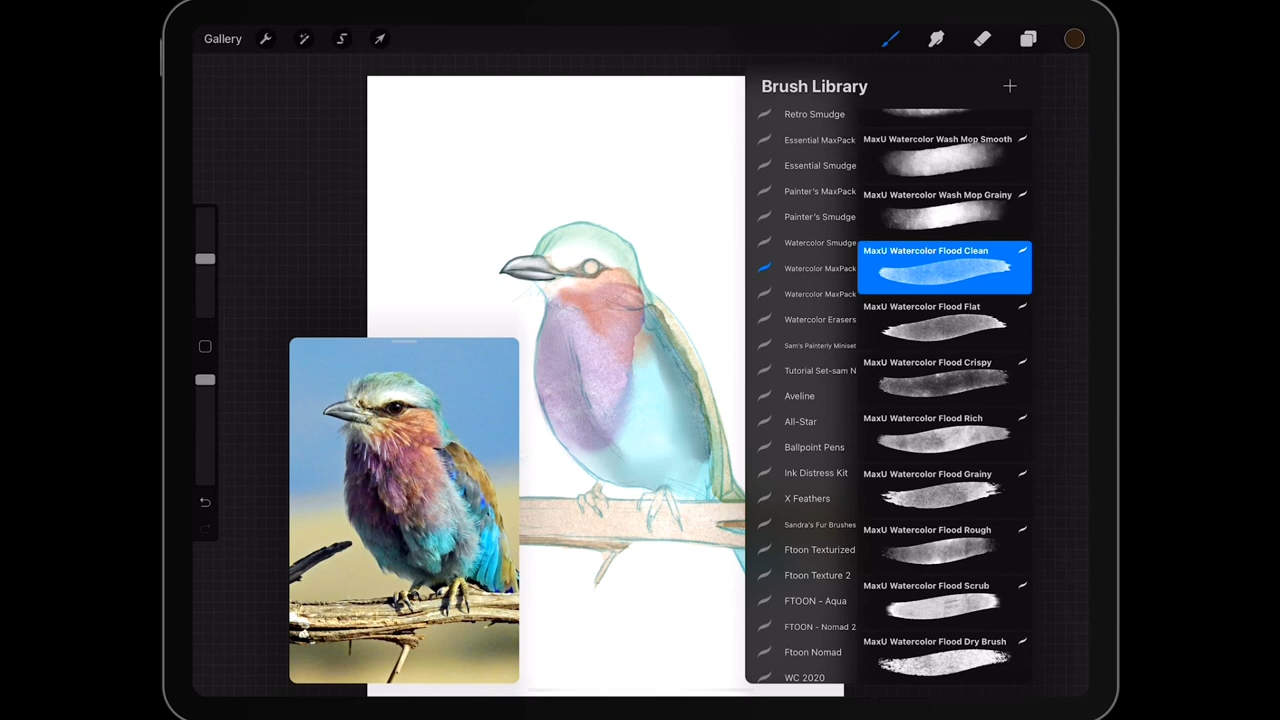 Gallery
Brush Library
Retro Smudge
Essential MaxPack
Essential Smudge
Painter's MaxPack
Painter's Smudge
Watercolor Smudge
Watercolor MaxPack
Watercolor MaxPack
Watercolor Erasers
Sam's Painterly Miniset
Tutorial Set-sam N
Aveline
All-Star
Ballpoint Pens
Ink Distress Kit
X Feathers
Sandra's Fur Brushes
Ftoon Texturized
Ftoon Texture 2
FTOON - Aqua
FTOON - Nomad 2
Ftoon Nomad
WC 2020
MaxU Watercolor Wash Mop Smooth
MaxU Watercolor Wash Mop Grainy
MaxU Watercolor Flood Clean
MaxU Watercolor Flood Flat
MaxU Watercolor Flood Crispy
MaxU Watercolor Flood Rich
MaxU Watercolor Flood Grainy
MaxU Watercolor Flood Rough
MaxU Watercolor Flood Scrub
MaxU Watercolor Flood Dry Brush